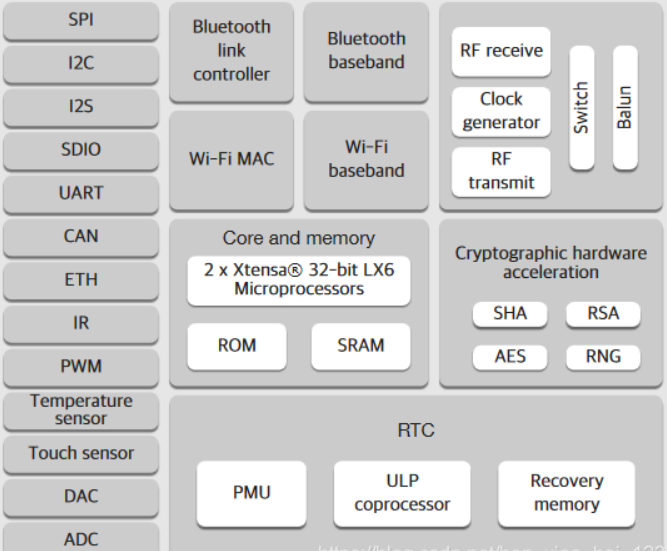 SPI
I2C
I2S
SDIO
UART
CAN
ETH
IR
PWM
Temperature
sensor
Touch sensor
DAC
ADC
Bluetooth
link
controller
Bluetooth
baseband
Wi-Fi MAC
Wi-Fi
baseband
RF receive
Clock
generator
RF
transmit
Switch
Balun
Core and memory
2 x Xtensa® 32-bit LX6
Microprocessors
ROM
SRAM
Cryptographic hardware
acceleration
SHA
RSA
AES
RNG
RTC
PMU
ULP
coprocessor
Recovery
memory